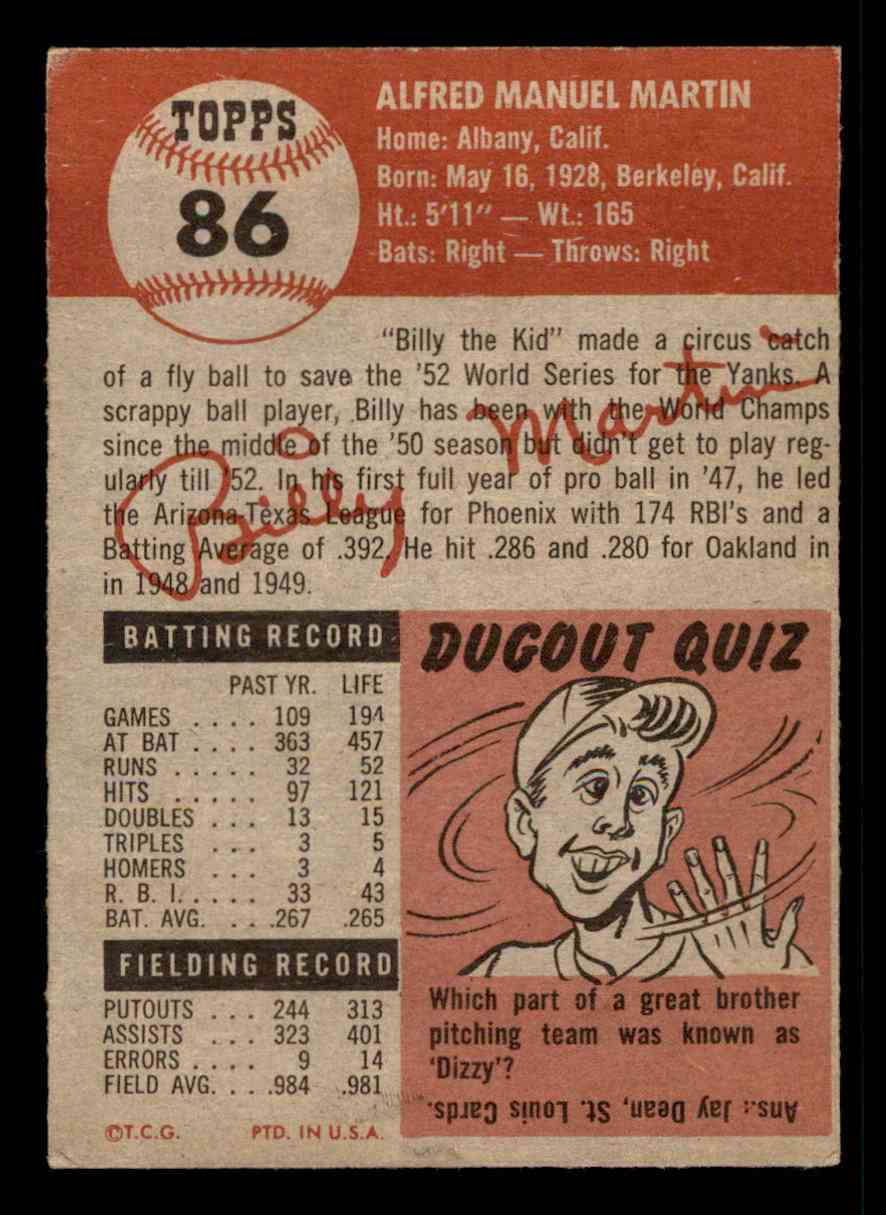 TOPPS
86
ALFRED MANUEL MARTIN
Home: Albany, Calif.
Born: May 16, 1928, Berkeley, Calif.
Ht.: 5'11" — Wt.: 165
Bats: Right — Throws: Right
"Billy the Kid" made a circus catch
of a fly ball to save the '52 World Series for the Yanks. A
scrappy ball player, Billy has been with the World Champs
since the middle of the '50 season but didn't get to play reg-
ularly till '52. In his first full year of pro ball in '47, he led
the Arizona-Texas League for Phoenix with 174 RBI's and a
Batting Average of .392. He hit .286 and .280 for Oakland in
in 1948 and 1949.
Billy Martin
BATTING RECORD
PAST YR. LIFE
GAMES .... 109 194
AT BAT .... 363 457
RUNS ..... 32 52
HITS ..... 97 121
DOUBLES ... 13 15
TRIPLES ... 3 5
HOMERS ... 3 4
R. B. I. .... 33 43
BAT. AVG. . . .267 .265
FIELDING RECORD
PUTOUTS ... 244 313
ASSISTS ... 323 401
ERRORS .... 9 14
FIELD AVG. . . .984 .981
©T.C.G. PTD. IN U.S.A.
DUGOUT QUIZ
Which part of a great brother
pitching team was known as
'Dizzy'?
Ans.: Jay Dean, St. Louis Cards.